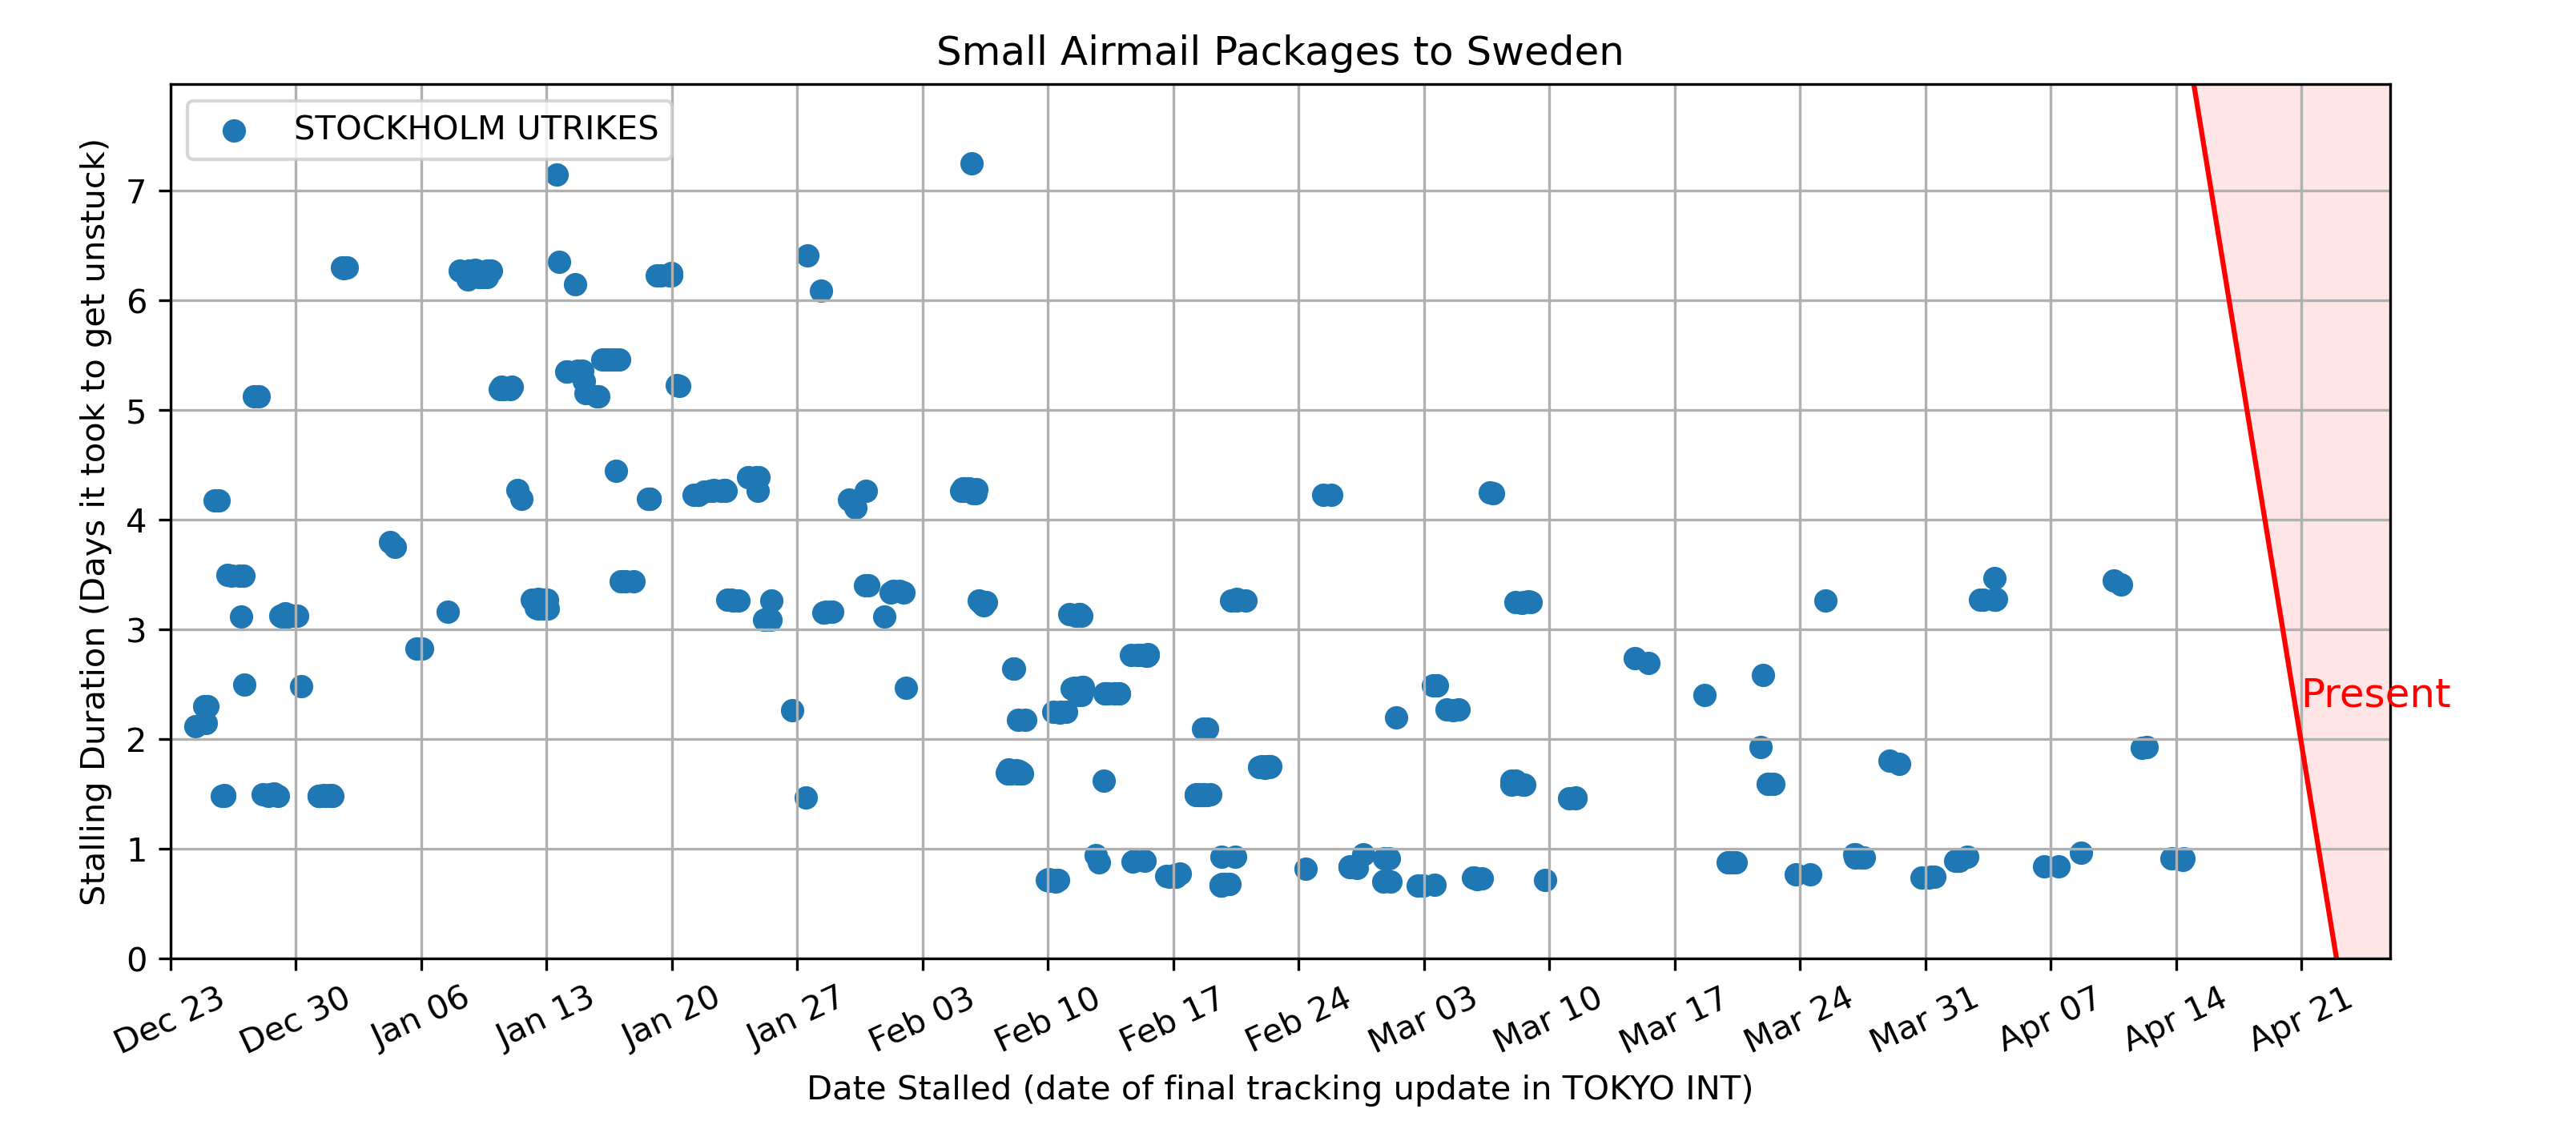 Small Airmail Packages to Sweden
STOCKHOLM UTRIKES
Stalling Duration (Days it took to get unstuck)
7
6
5
4
3
2
1
0
Present
Dec 23 Dec 30 Jan 06 Jan 13 Jan 20 Jan 27 Feb 03 Feb 10 Feb 17 Feb 24 Mar 03 Mar 10 Mar 17 Mar 24 Mar 31 Apr 07 Apr 14 Apr 21
Date Stalled (date of final tracking update in TOKYO INT)